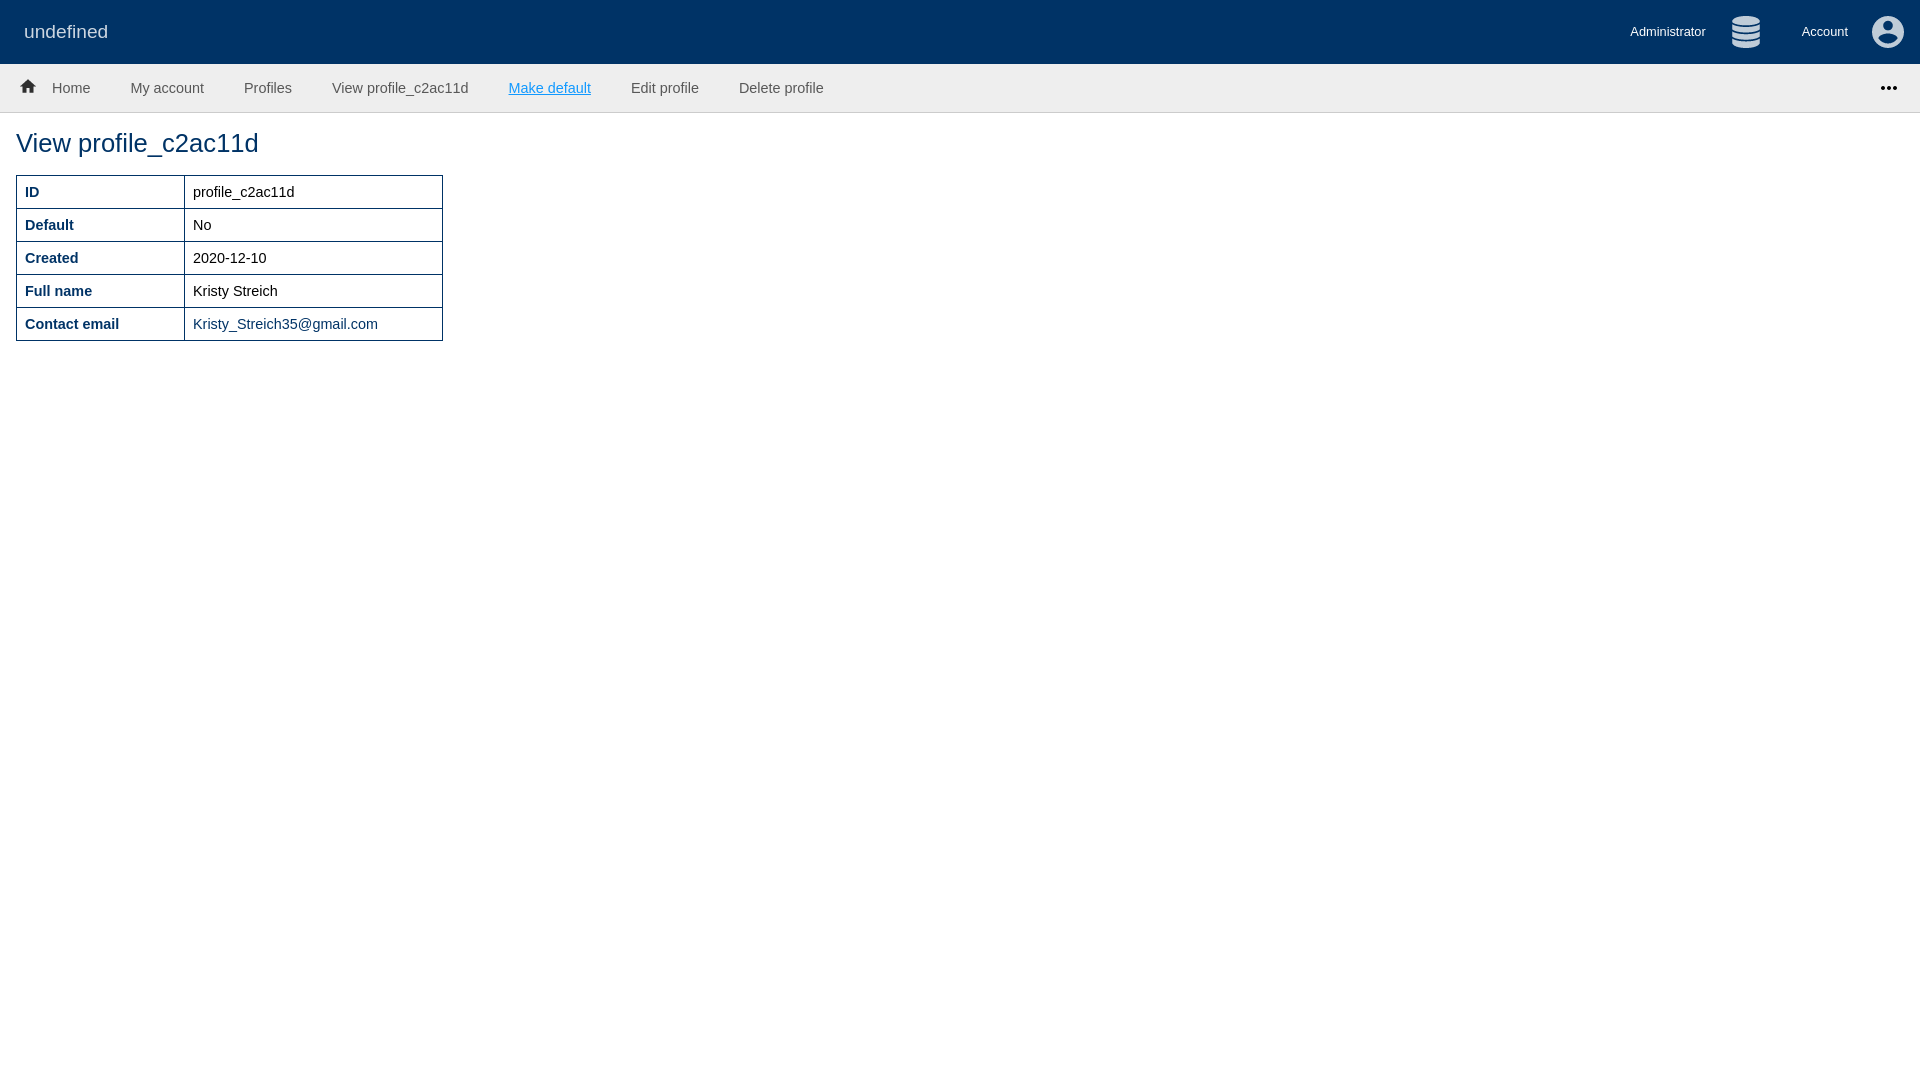 undefined
Administrator
Account
Home
My account
Profiles
View profile_c2ac11d
Make default
Edit profile
Delete profile
View profile_c2ac11d
ID profile_c2ac11d
Default No
Created 2020-12-10
Full name Kristy Streich
Contact email Kristy_Streich35@gmail.com